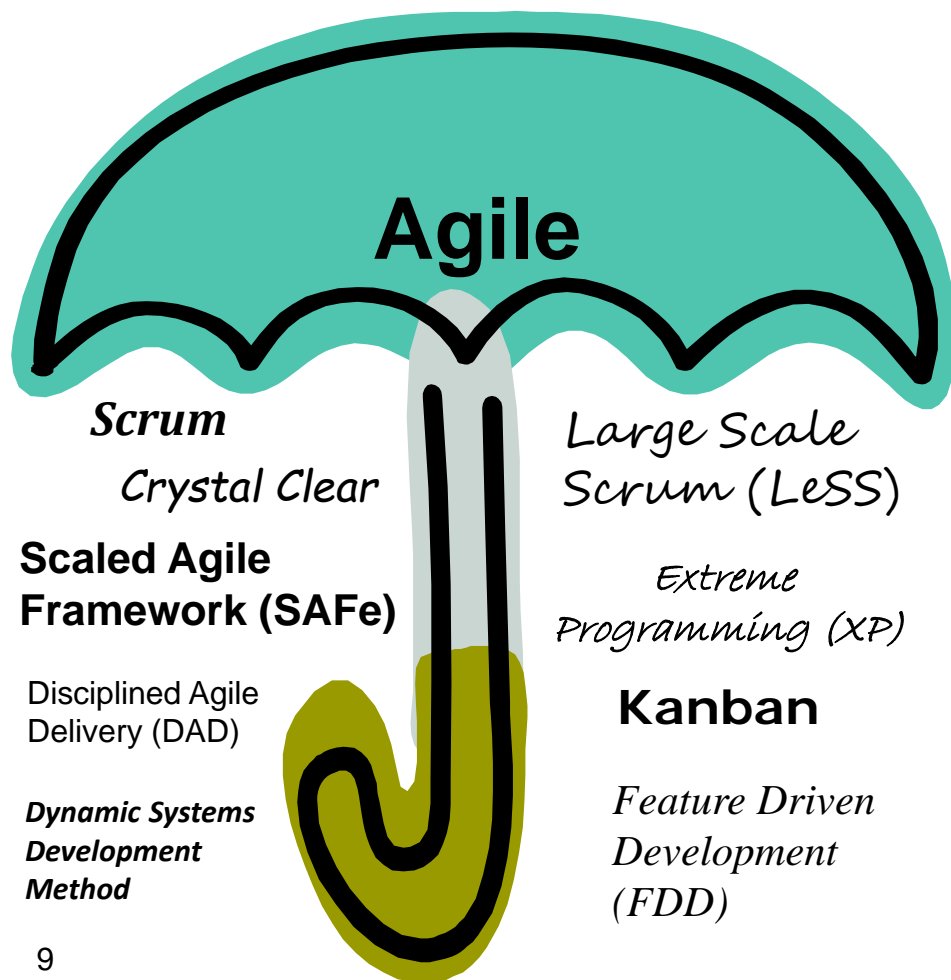 Agile
Scrum
Crystal Clear
Scaled Agile
Framework (SAFe)
Disciplined Agile
Delivery (DAD)
Dynamic Systems
Development
Method
Large Scale
Scrum (LeSS)
Extreme
Programming (XP)
Kanban
Feature Driven
Development
(FDD)
9